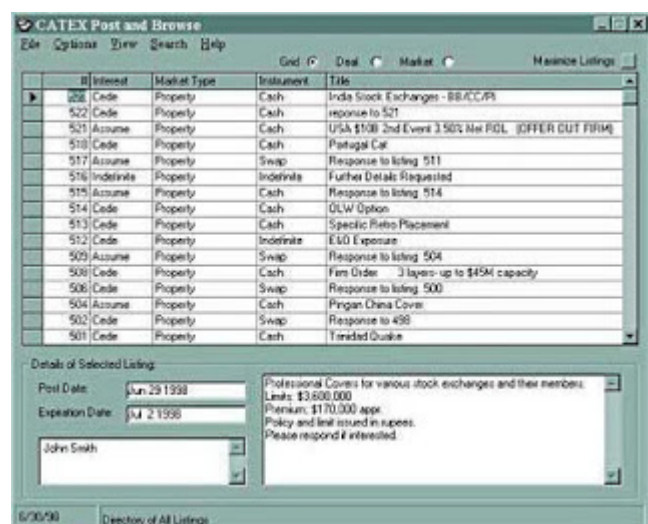 CATEX Post and Browse
File Options View Search Help
Grid Deal Market Maximize Listings
# Interest Market Type Instrument Title
Cede Property Cash India Stock Exchanges - BB/CC/PI
522 Cede Property Cash reponse to 521
521 Assume Property Cash USA $10B 2nd Event 3.50% Net ROL (OFFER OUT FIRM)
518 Cede Property Cash Portugal Cat
517 Assume Property Swap Response to listing 511
516 Indefinite Property Indefinite Further Details Requested
515 Assume Property Cash Response to listing 514
514 Cede Property Cash OLW Option
513 Cede Property Cash Specific Retro Placement
512 Cede Property Indefinite E&O Exposure
509 Assume Property Swap Response to listing 504
508 Cede Property Cash Firm Order 3 layers- up to $45M capacity
506 Cede Property Swap Response to listing 500
504 Assume Property Cash Pingan China Cover
502 Cede Property Swap Response to 498
501 Cede Property Cash Trinidad Quake
Details of Selected Listing
Post Date: Jun 29 1998
Expiration Date: Jul 2 1998
John Smith
Professional Covers for various stock exchanges and their members.
Limits: $3,600,000
Premium: $170,000 appr.
Policy and limit issued in rupees.
Please respond if interested.
6/30/98 Directory of All Listings